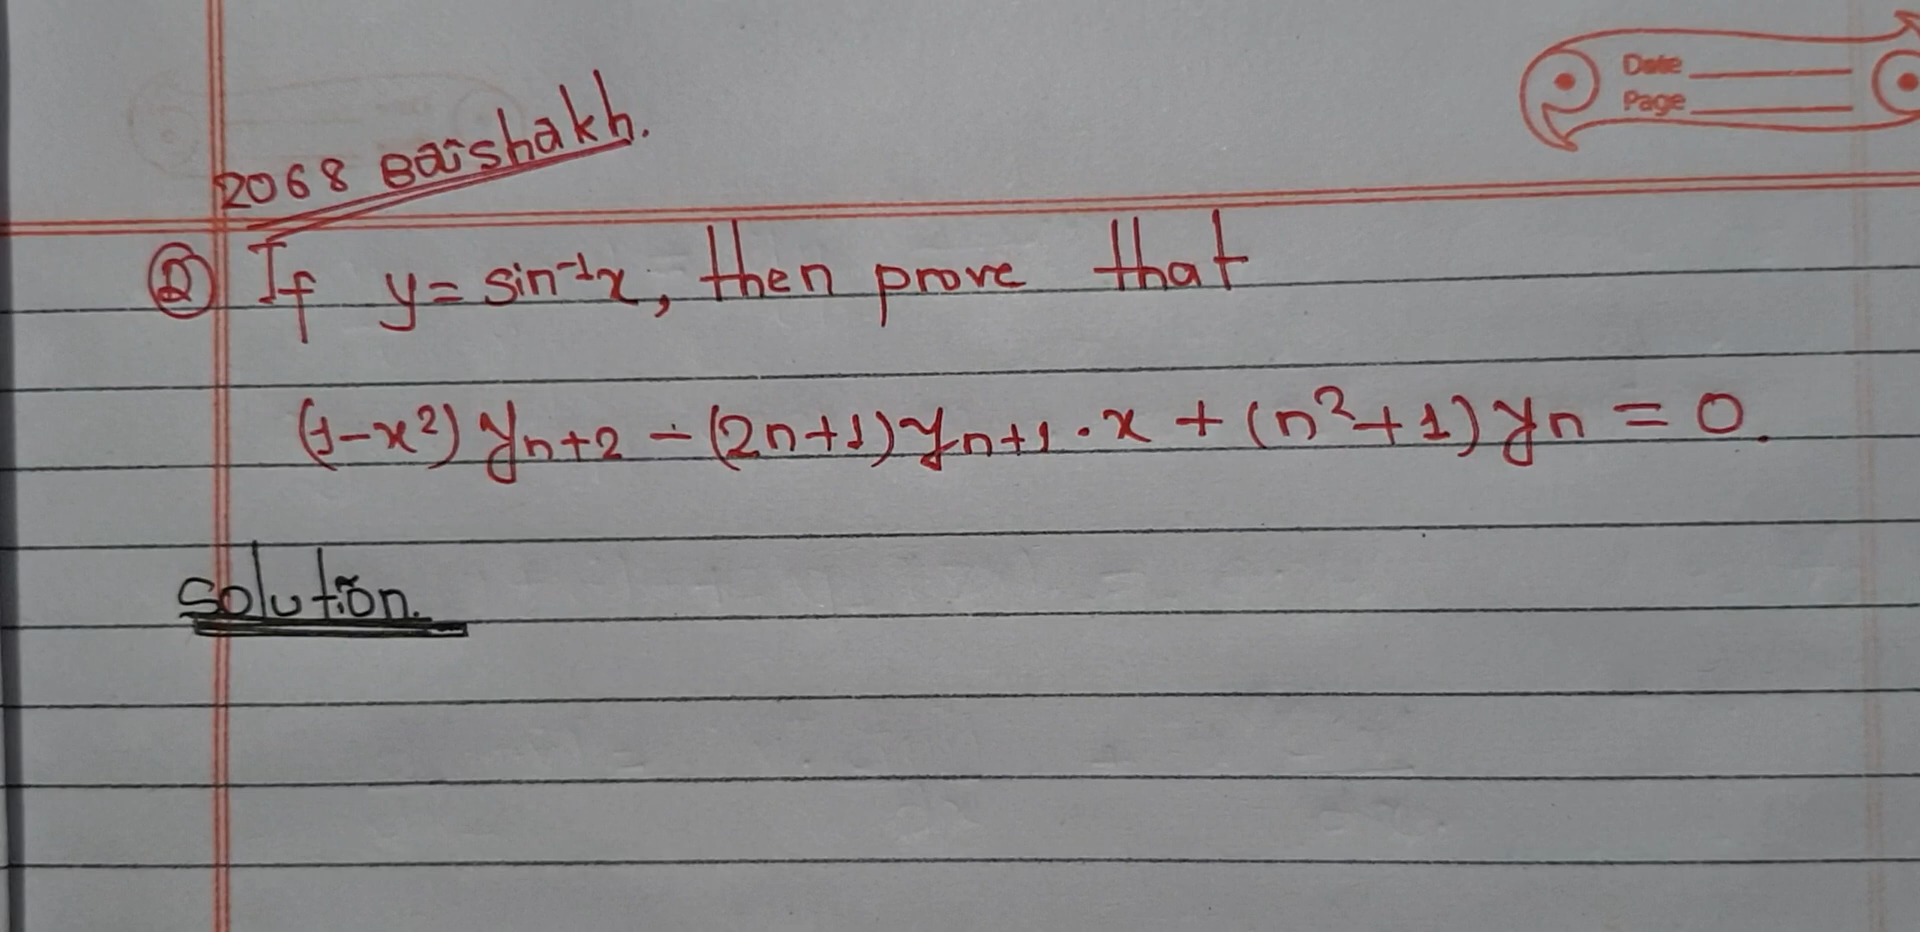 Date
Page
2068 Baishakh.
Q If y = sin⁻¹x, then prove that
(1-x²) yn+2 - (2n+1) yn+1 · x + (n²+1) yn = 0.
Solution.